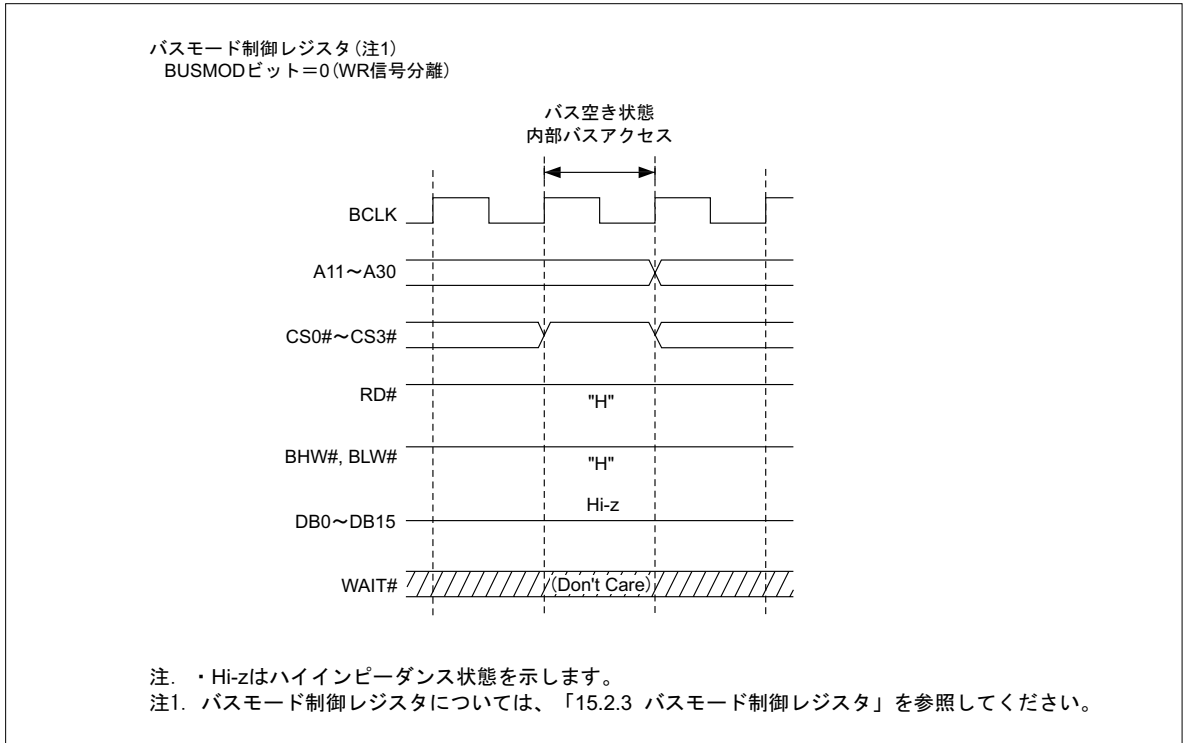 バスモード制御レジスタ(注1)
BUSMODビット＝0(WR信号分離)
バス空き状態
内部バスアクセス
BCLK
A11～A30
CS0#～CS3#
RD#
"H"
BHW#, BLW#
"H"
Hi-z
DB0～DB15
WAIT#
(Don't Care)
注. ・Hi-zはハイインピーダンス状態を示します。
注1. バスモード制御レジスタについては、「15.2.3 バスモード制御レジスタ」を参照してください。